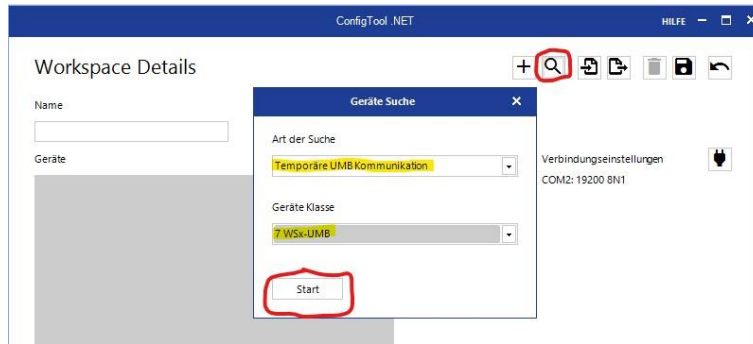 ConfigTool .NET
HILFE
Workspace Details
Name
Geräte Suche
Art der Suche
Geräte
Temporäre UMB Kommunikation
Verbindungseinstellungen
COM2: 19200 8N1
Geräte Klasse
7 WSx-UMB
Start